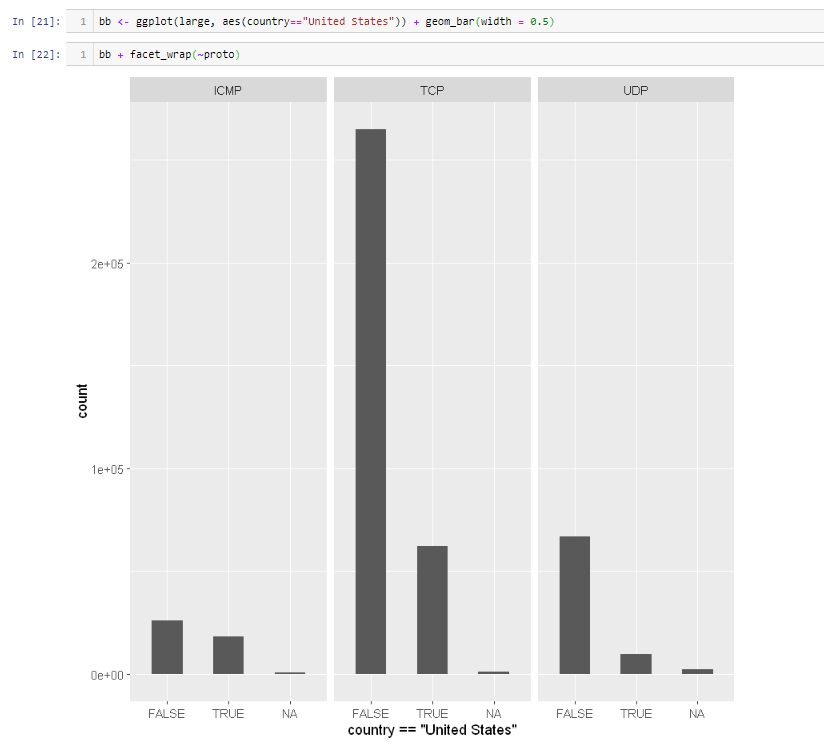 In [21]: 1 bb <- ggplot(large, aes(country=="United States")) + geom_bar(width = 0.5)
In [22]: 1 bb + facet_wrap(~proto)
ICMP TCP UDP
2e+05
count
1e+05
0e+00
FALSE TRUE NA FALSE TRUE NA FALSE TRUE NA
country == "United States"